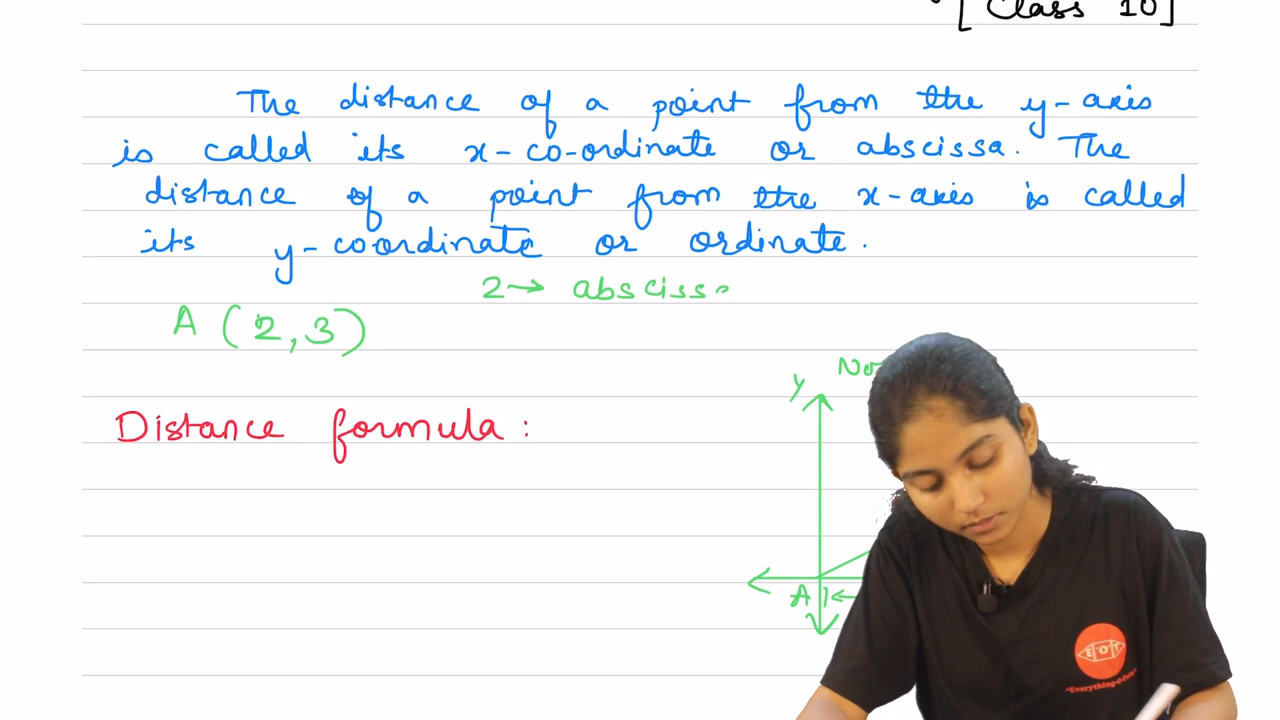 [Class 10]
The distance of a point from the y-axis
is called its x-co-ordinate or abscissa. The
distance of a point from the x-axis is called
its y-coordinate or ordinate.
2→ abscissa
A (2,3)
Y
Distance formula:
A
E·O·T